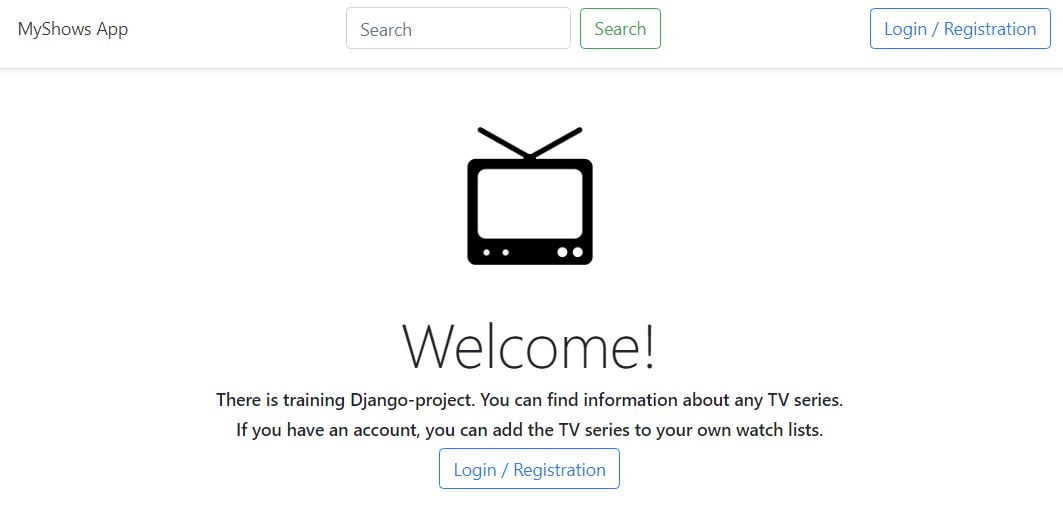 MyShows App
Search
Search
Login / Registration
Welcome!
There is training Django-project. You can find information about any TV series.
If you have an account, you can add the TV series to your own watch lists.
Login / Registration